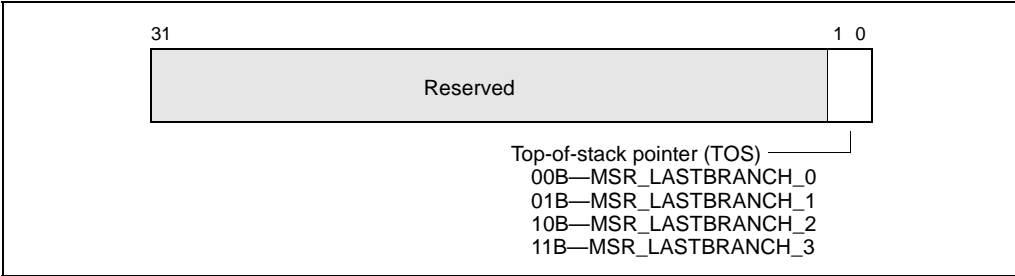 31 1 0
Reserved
Top-of-stack pointer (TOS)
00B—MSR_LASTBRANCH_0
01B—MSR_LASTBRANCH_1
10B—MSR_LASTBRANCH_2
11B—MSR_LASTBRANCH_3